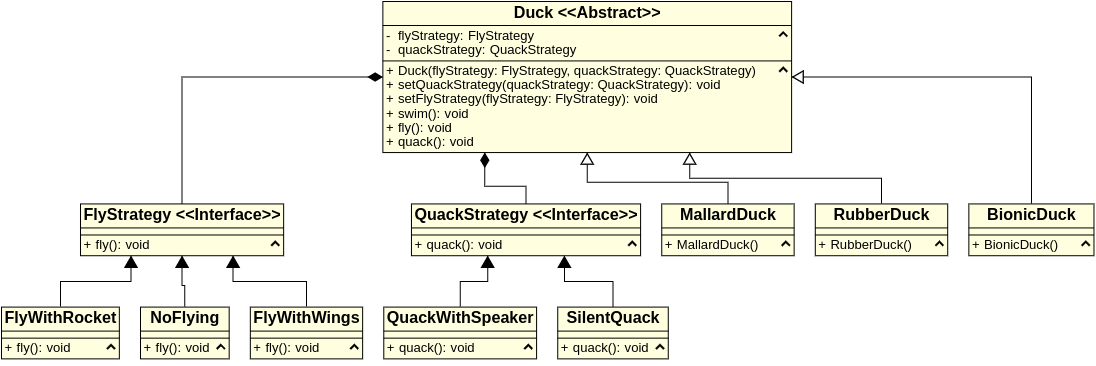 Duck <<Abstract>>
- flyStrategy: FlyStrategy
- quackStrategy: QuackStrategy
+ Duck(flyStrategy: FlyStrategy, quackStrategy: QuackStrategy)
+ setQuackStrategy(quackStrategy: QuackStrategy): void
+ setFlyStrategy(flyStrategy: FlyStrategy): void
+ swim(): void
+ fly(): void
+ quack(): void
FlyStrategy <<Interface>>
+ fly(): void
QuackStrategy <<Interface>>
+ quack(): void
MallardDuck
+ MallardDuck()
RubberDuck
+ RubberDuck()
BionicDuck
+ BionicDuck()
FlyWithRocket
+ fly(): void
NoFlying
+ fly(): void
FlyWithWings
+ fly(): void
QuackWithSpeaker
+ quack(): void
SilentQuack
+ quack(): void